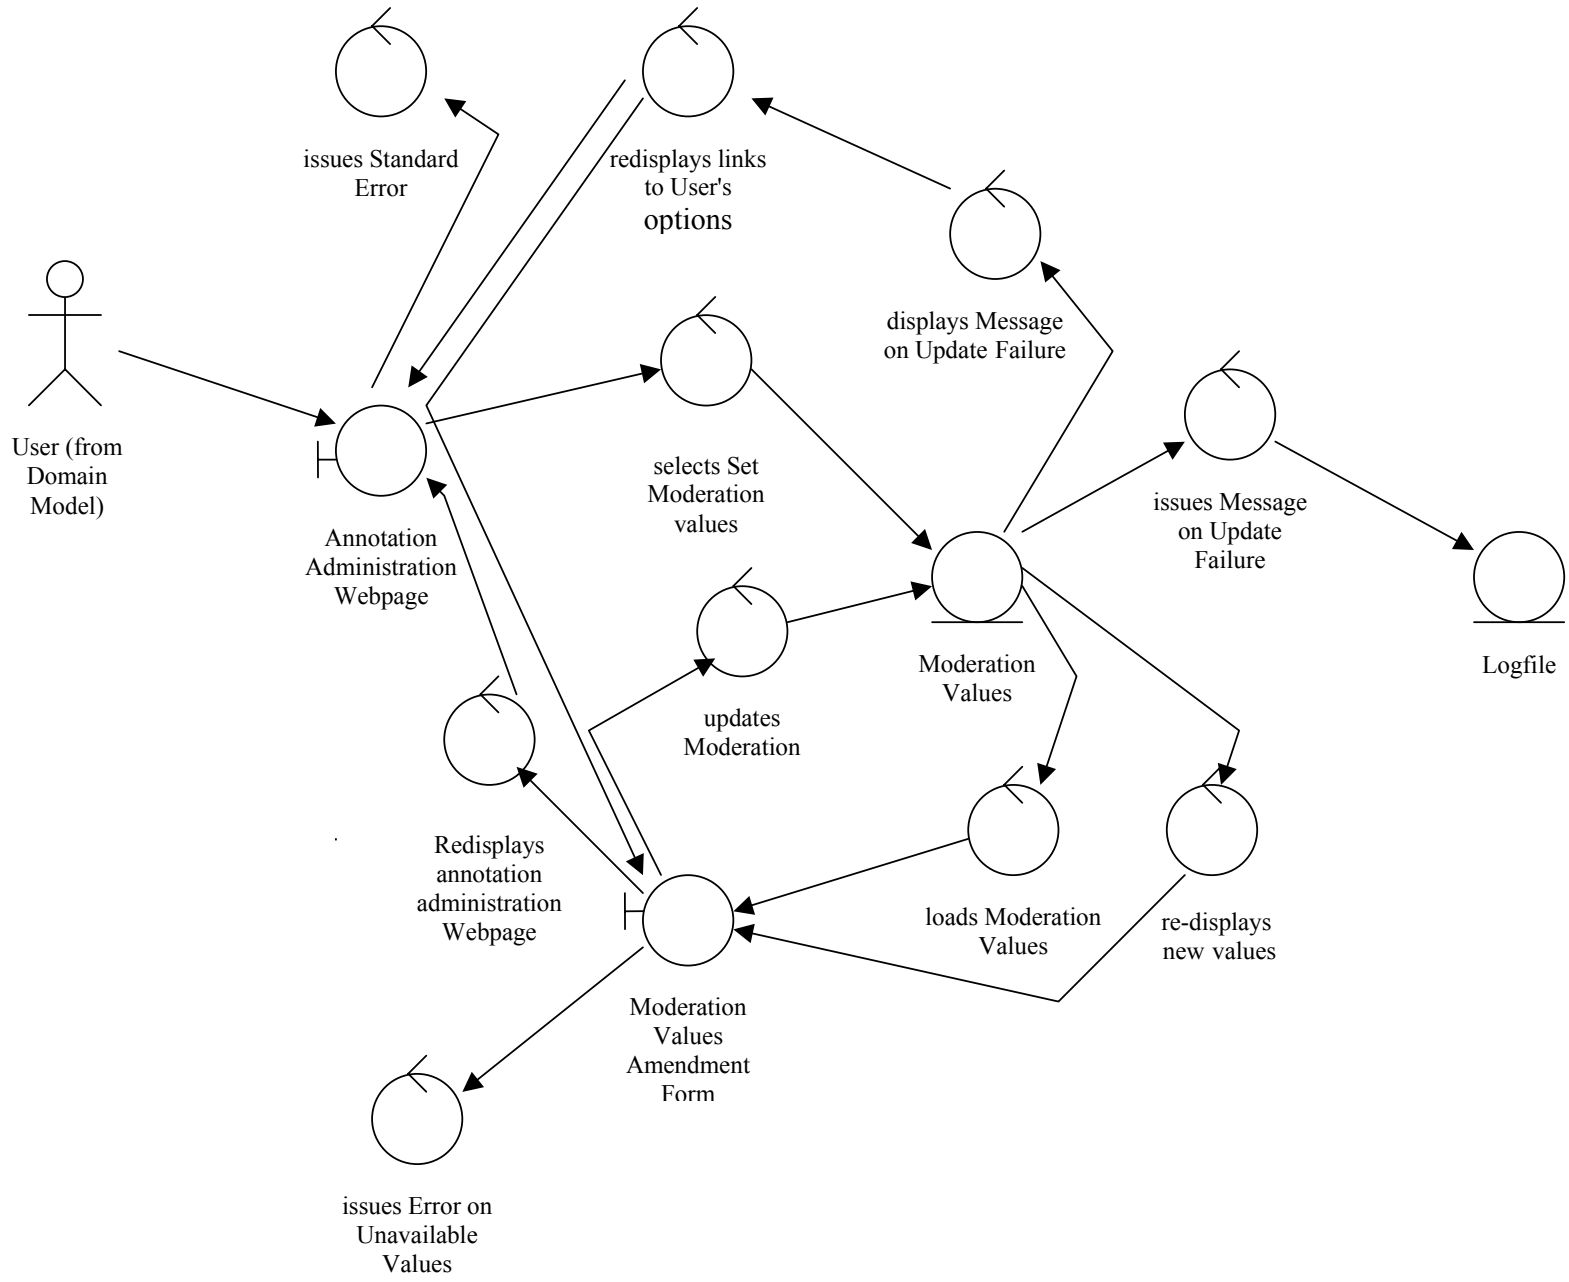 issues Standard
Error
redisplays links
to User's
options
displays Message
on Update Failure
User (from
Domain
Model)
selects Set
Moderation
values
issues Message
on Update
Failure
Annotation
Administration
Webpage
Moderation
Values
Logfile
updates
Moderation
Redisplays
annotation
administration
Webpage
loads Moderation
Values
re-displays
new values
Moderation
Values
Amendment
Form
issues Error on
Unavailable
Values